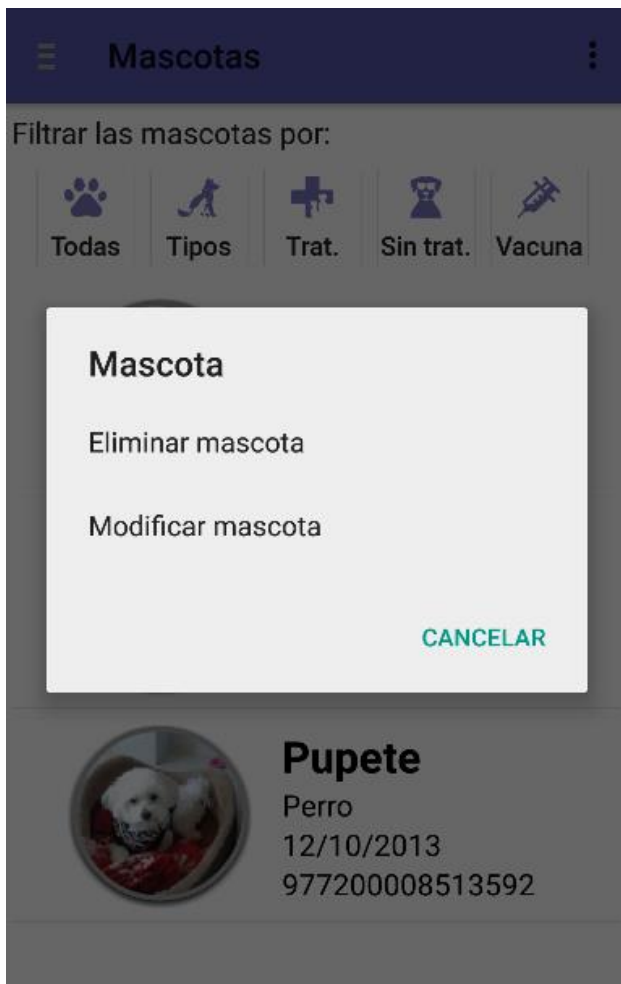 Mascotas
Filtrar las mascotas por:
Todas Tipos Trat. Sin trat. Vacuna
Mascota
Eliminar mascota
Modificar mascota
CANCELAR
Pupete
Perro
12/10/2013
977200008513592